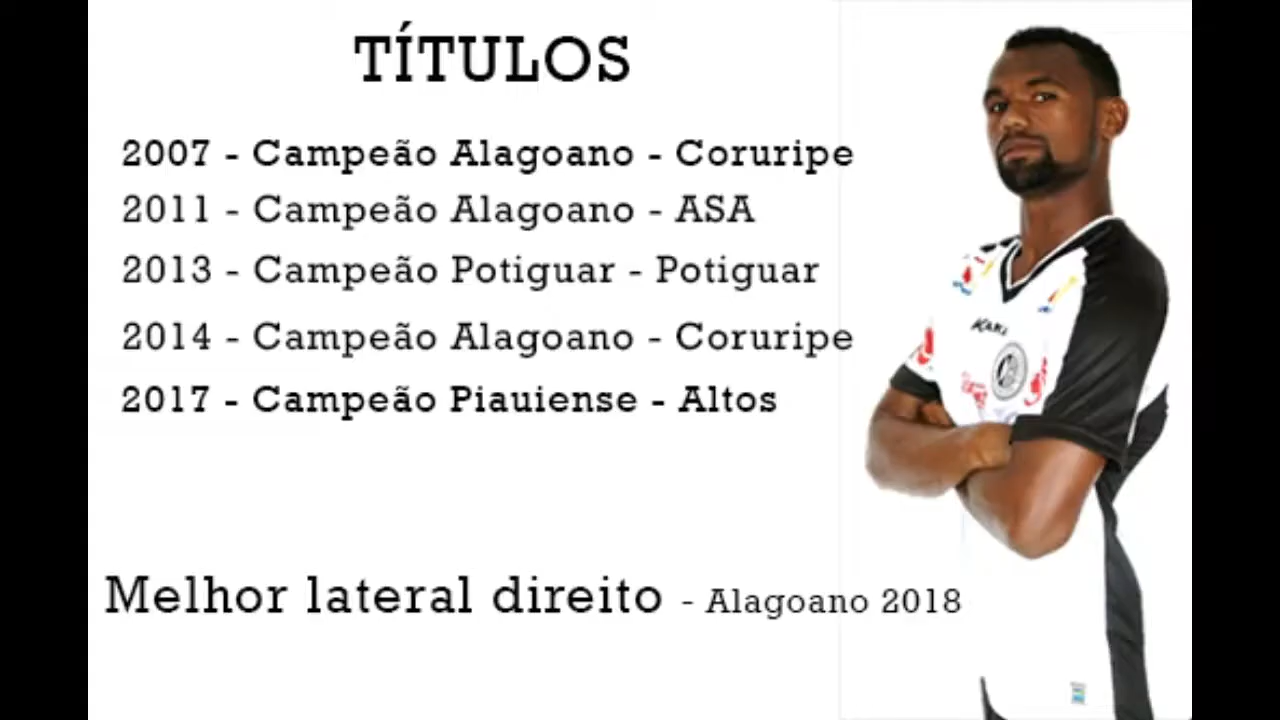 TÍTULOS
2007 - Campeão Alagoano - Coruripe
2011 - Campeão Alagoano - ASA
2013 - Campeão Potiguar - Potiguar
2014 - Campeão Alagoano - Coruripe
2017 - Campeão Piauiense - Altos
Melhor lateral direito - Alagoano 2018